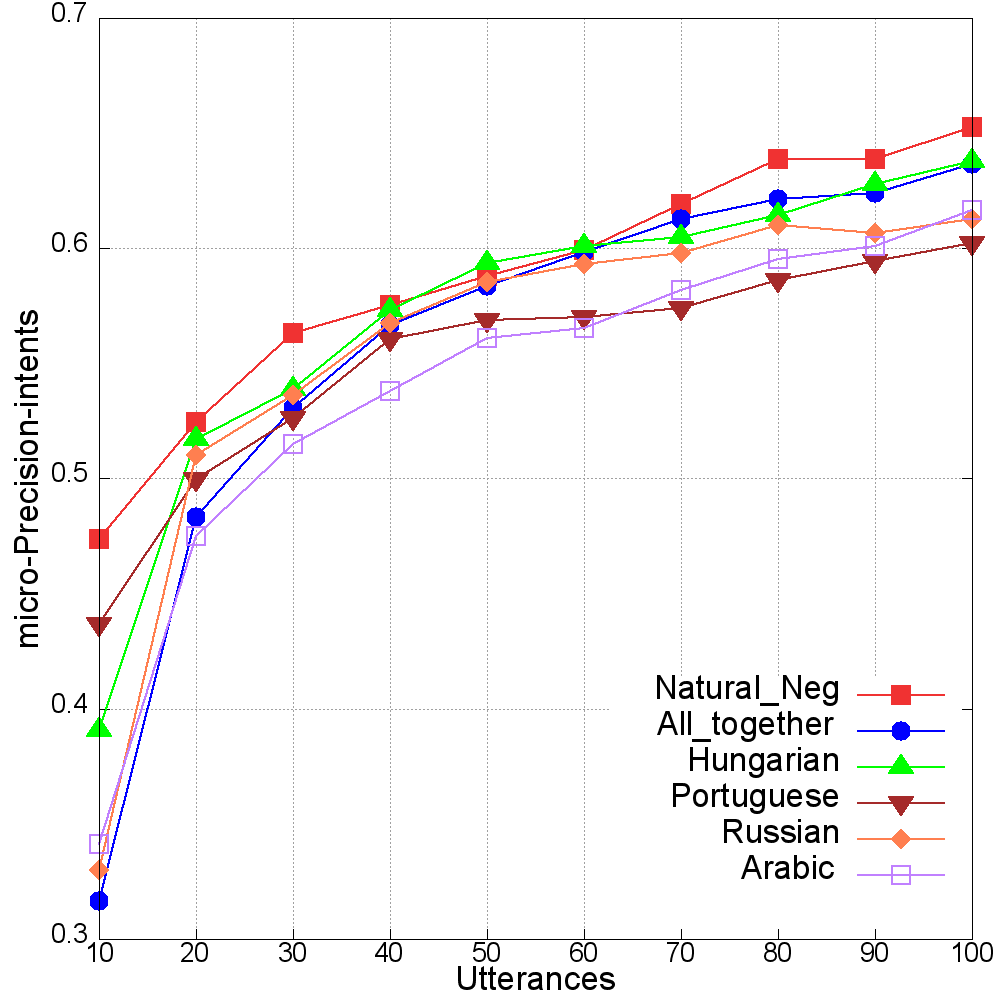 0.7
0.6
0.5
0.4
0.3
micro-Precision-intents
Natural_Neg
All_together
Hungarian
Portuguese
Russian
Arabic
10 20 30 40 50 60 70 80 90 100
Utterances